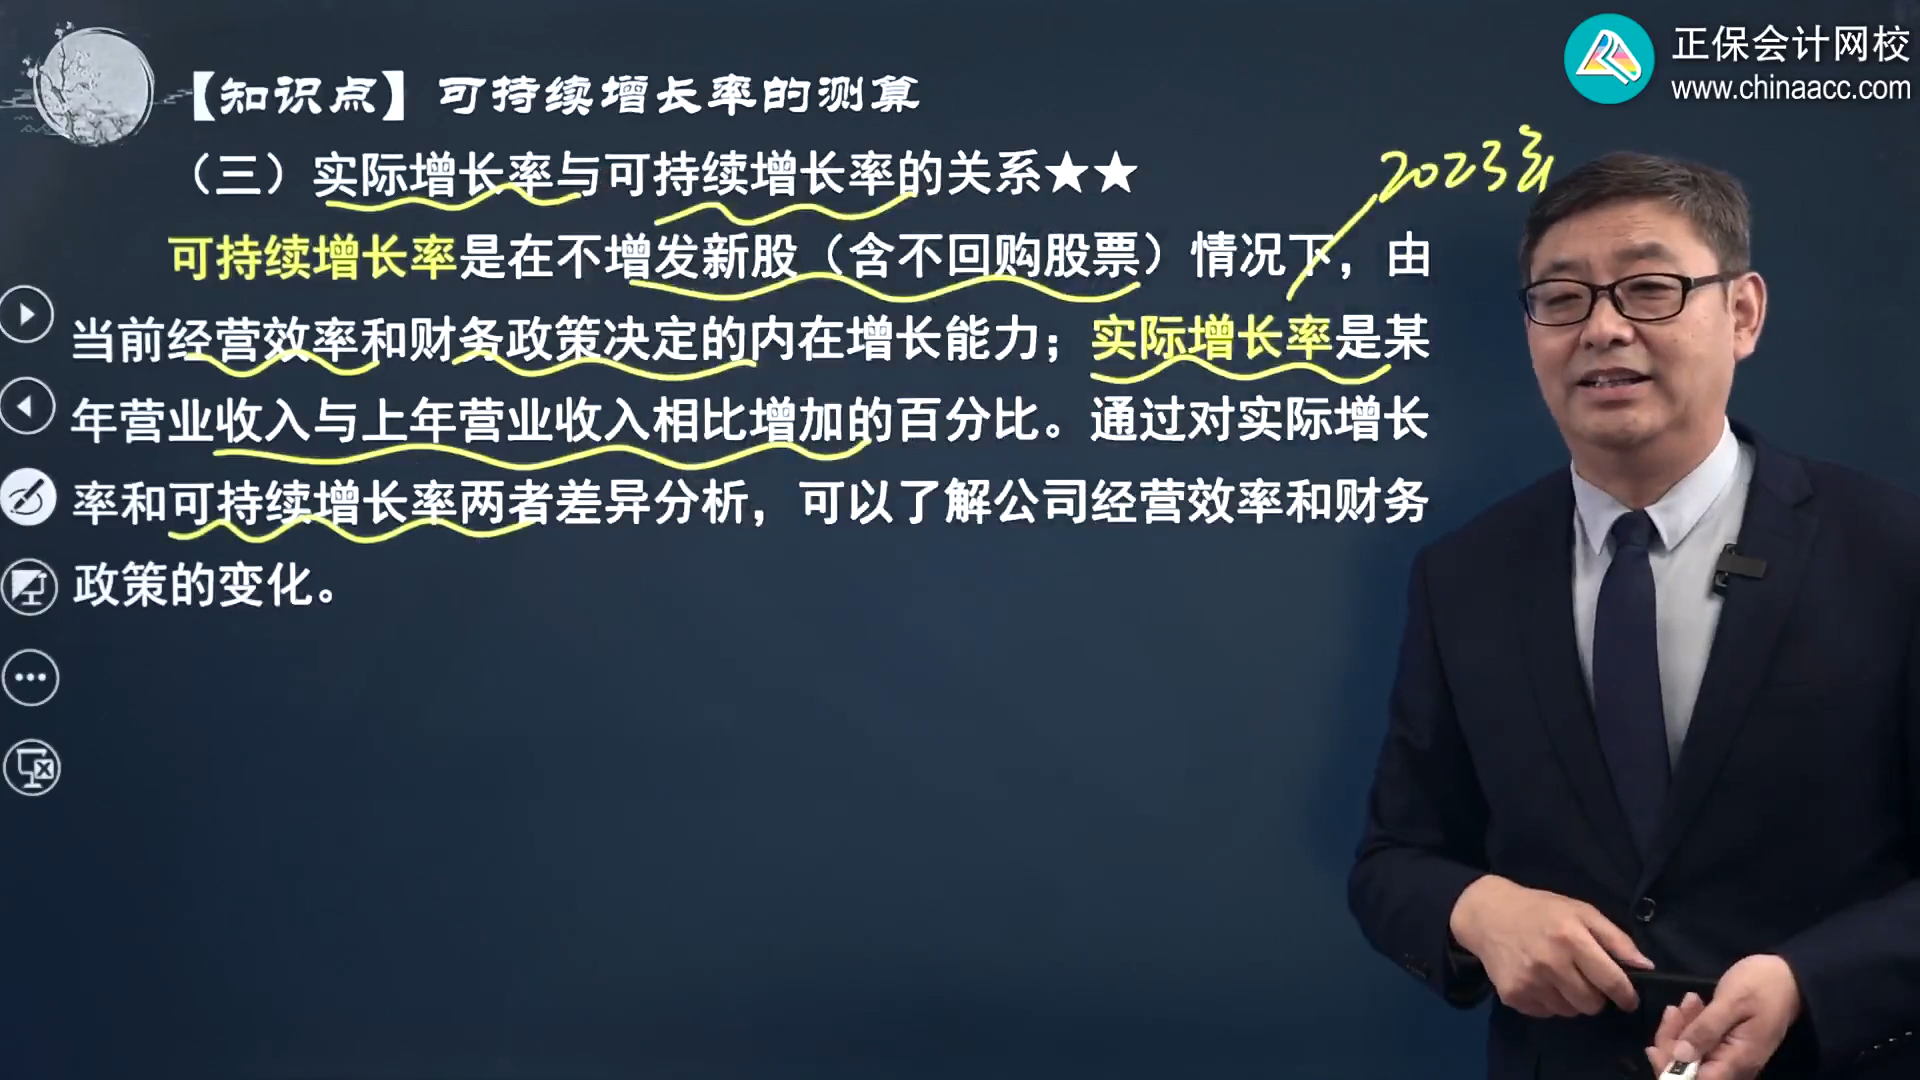 正保会计网校
www.chinaacc.com
【知识点】可持续增长率的测算
（三）实际增长率与可持续增长率的关系★★
2023
可持续增长率是在不增发新股（含不回购股票）情况下，由
当前经营效率和财务政策决定的内在增长能力；实际增长率是某
年营业收入与上年营业收入相比增加的百分比。通过对实际增长
率和可持续增长率两者差异分析，可以了解公司经营效率和财务
政策的变化。